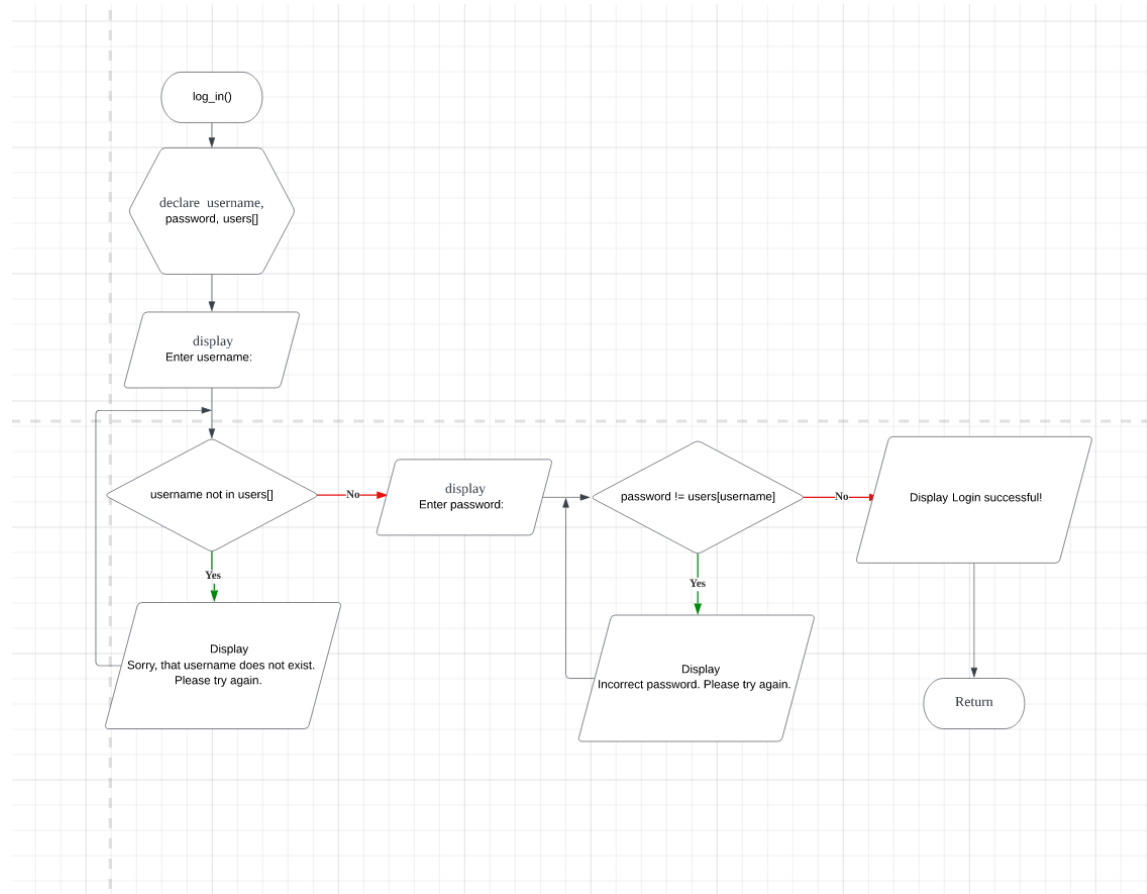 log_in()
declare username,
password, users[]
display
Enter username:
username not in users[]
No
display
Enter password:
password != users[username]
No
Display Login successful!
Yes
Yes
Display
Sorry, that username does not exist.
Please try again.
Display
Incorrect password. Please try again.
Return